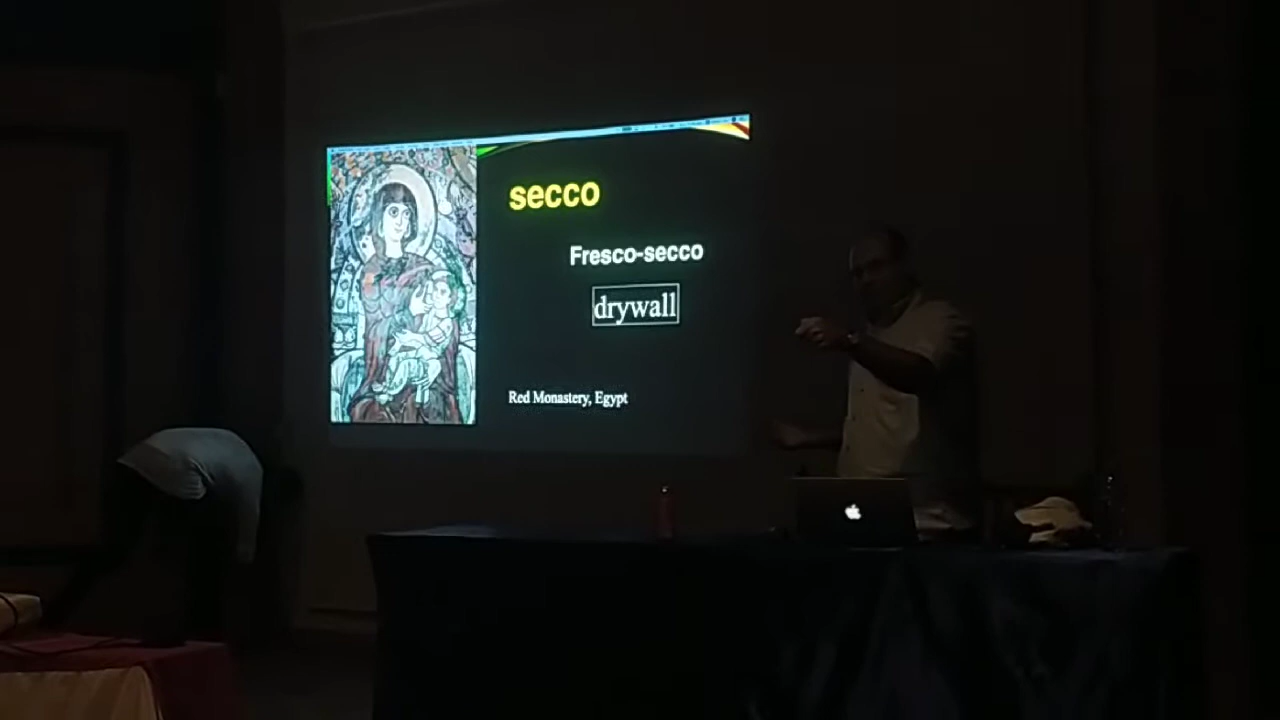 secco
Fresco-secco
drywall
Red Monastery, Egypt